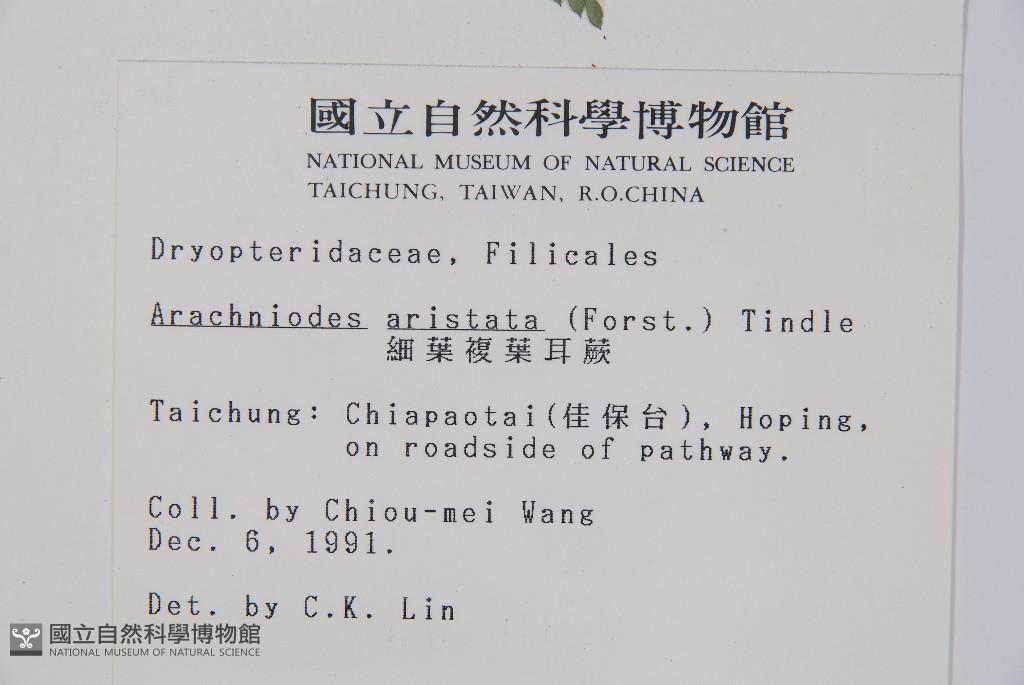 國立自然科學博物館
NATIONAL MUSEUM OF NATURAL SCIENCE
TAICHUNG, TAIWAN, R.O.CHINA
Dryopteridaceae, Filicales
Arachniodes aristata (Forst.) Tindle
細葉複葉耳蕨
Taichung: Chiapaotai(佳保台), Hoping,
on roadside of pathway.
Coll. by Chiou-mei Wang
Dec. 6, 1991.
Det. by C.K. Lin
國立自然科學博物館
NATIONAL MUSEUM OF NATURAL SCIENCE